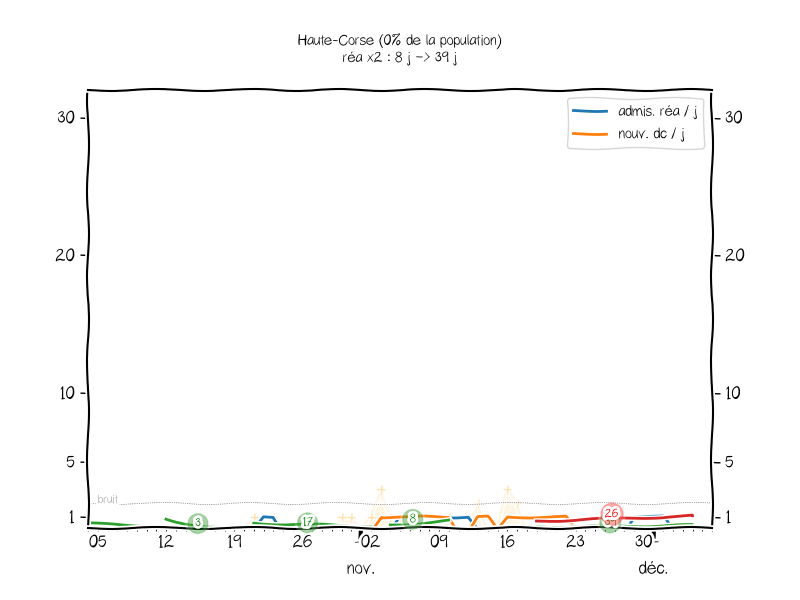 Haute-Corse (0% de la population)
réa x2 : 8 j -> 39 j
admis. réa / j
nouv. dc / j
30 30
20 20
10 10
5 5
bruit
1 1
3 17 8 26
05 12 19 26 02 09 16 23 30
nov. déc.